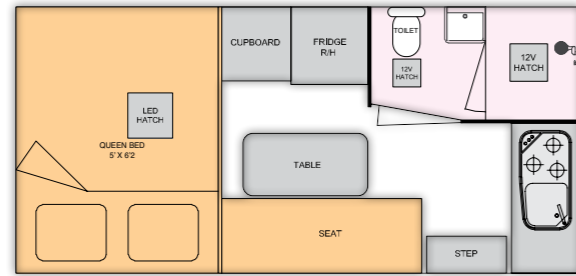 CUPBOARD
FRIDGE
R/H
TOILET
12V
HATCH
12V
HATCH
LED
HATCH
QUEEN BED
5' X 6'2
TABLE
SEAT
STEP